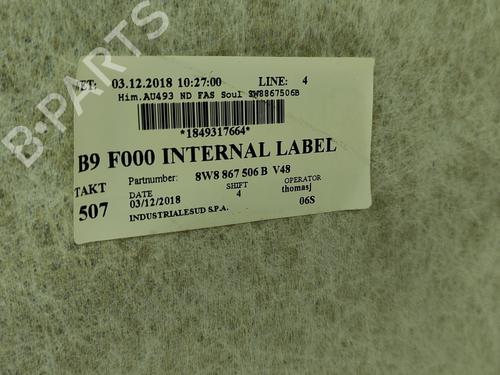 ET: 03.12.2018 10:27:00 LINE: 4
Him.AU493 ND FAS Soul 8W8867506B
*1849317664*
B9 F000 INTERNAL LABEL
TAKT Partnumber: 8W8 867 506 B V48
507 DATE SHIFT OPERATOR
03/12/2018 4 thomasj
INDUSTRIALESUD S.P.A. 06S
B-PARTS